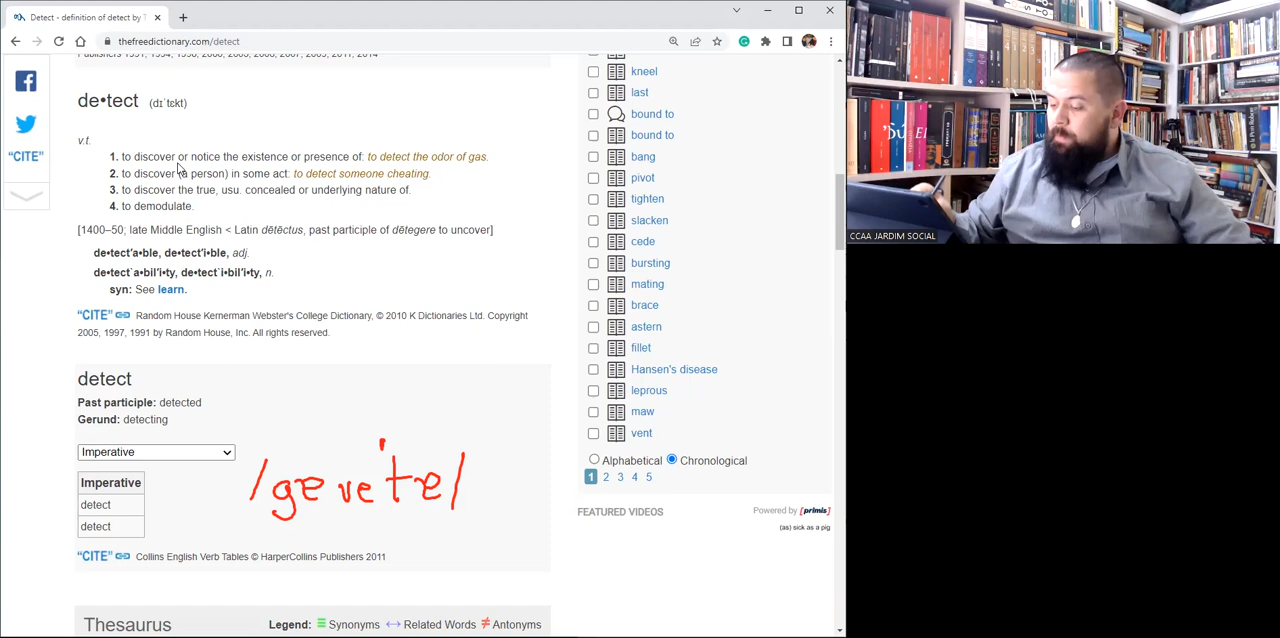 Detect - definition of detect by T
thefreedictionary.com/detect
de•tect (dɪˈtɛkt)
v.t.
1. to discover or notice the existence or presence of: to detect the odor of gas.
2. to discover (a person) in some act: to detect someone cheating.
3. to discover the true, usu. concealed or underlying nature of.
4. to demodulate.
[1400–50; late Middle English < Latin dētēctus, past participle of dētegere to uncover]
de•tect′a•ble, de•tect′i•ble, adj.
de•tect`a•bil′i•ty, de•tect`i•bil′i•ty, n.
syn: See learn.
“CITE” Random House Kernerman Webster's College Dictionary, © 2010 K Dictionaries Ltd. Copyright
2005, 1997, 1991 by Random House, Inc. All rights reserved.
detect
Past participle: detected
Gerund: detecting
Imperative
Imperative
detect
detect
“CITE” Collins English Verb Tables © HarperCollins Publishers 2011
Thesaurus Legend: Synonyms Related Words Antonyms
“CITE”
kneel
last
bound to
bound to
bang
pivot
tighten
slacken
cede
bursting
mating
brace
astern
fillet
Hansen's disease
leprous
maw
vent
Alphabetical Chronological
1 2 3 4 5
FEATURED VIDEOS Powered by [primis]
(as) sick as a pig
CCAA JARDIM SOCIAL